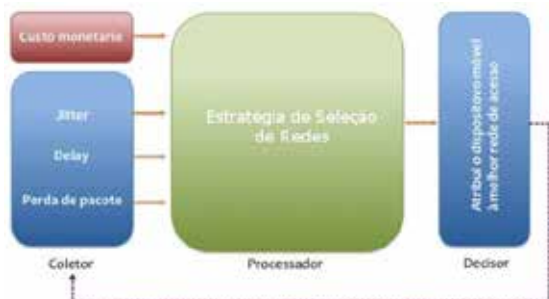 Custo monetário
Jitter
Delay
Perda de pacote
Coletor
Estratégia de Seleção
de Redes
Processador
Atribui o dispositovo móvel
à melhor rede de acesso
Decisor